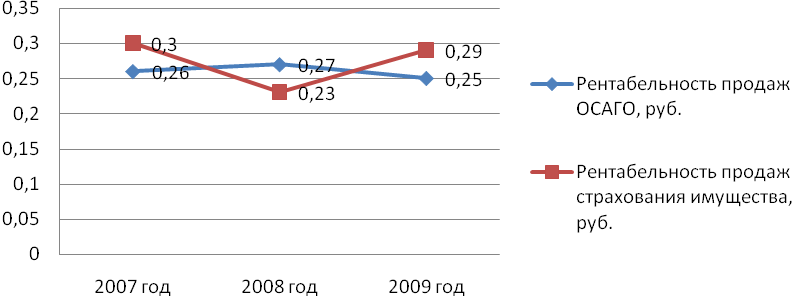 0,35
0,3
0,25
0,2
0,15
0,1
0,05
0
0,3
0,26
0,27
0,23
0,29
0,25
2007 год
2008 год
2009 год
Рентабельность продаж
ОСАГО, руб.
Рентабельность продаж
страхования имущества,
руб.